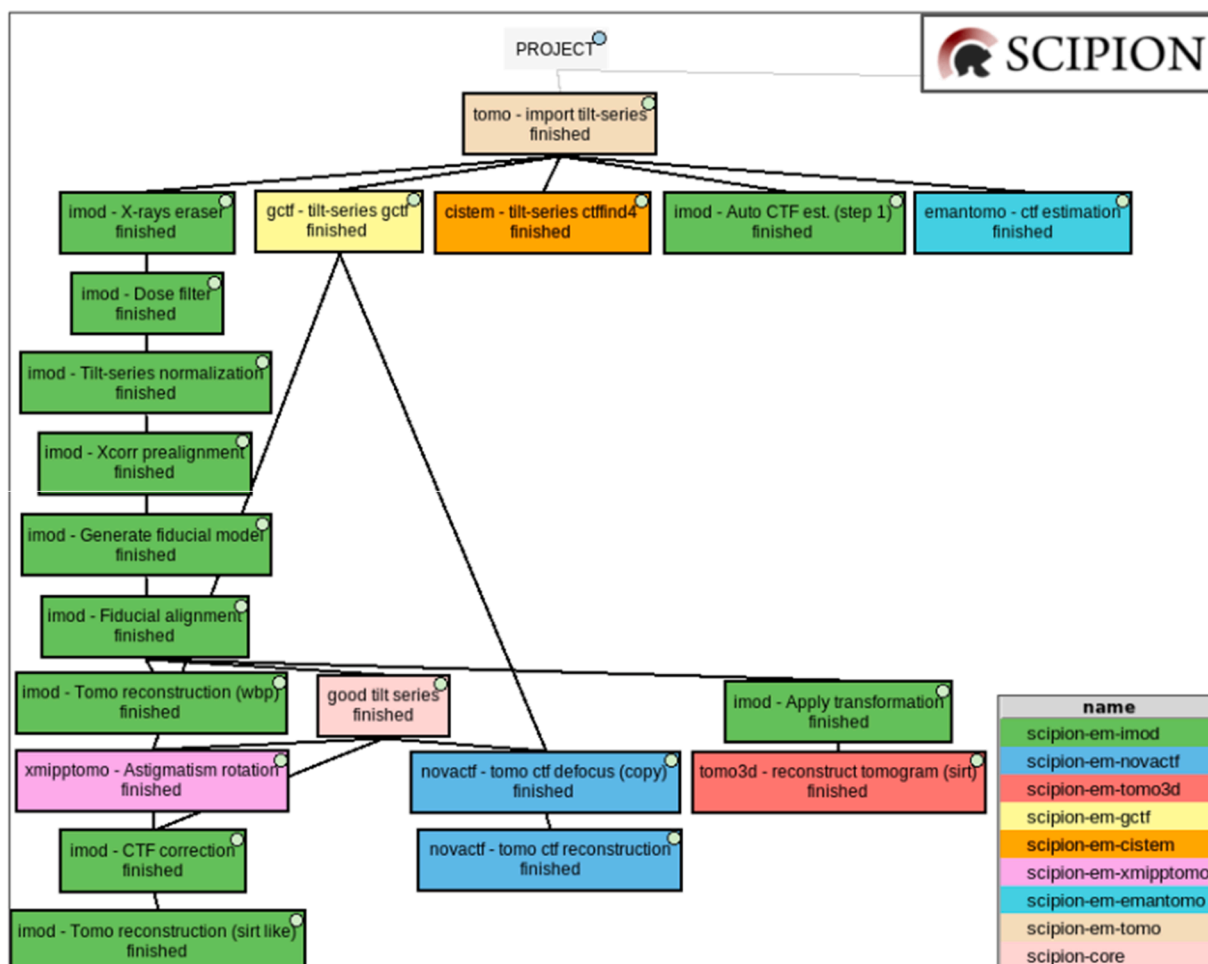 PROJECT
SCIPION
tomo - import tilt-series
finished
imod - X-rays eraser
finished
gctf - tilt-series gctf
finished
cistem - tilt-series ctffind4
finished
imod - Auto CTF est. (step 1)
finished
emantomo - ctf estimation
finished
imod - Dose filter
finished
imod - Tilt-series normalization
finished
imod - Xcorr prealignment
finished
imod - Generate fiducial model
finished
imod - Fiducial alignment
finished
imod - Tomo reconstruction (wbp)
finished
good tilt series
finished
imod - Apply transformation
finished
xmipptomo - Astigmatism rotation
finished
novactf - tomo ctf defocus (copy)
finished
tomo3d - reconstruct tomogram (sirt)
finished
imod - CTF correction
finished
novactf - tomo ctf reconstruction
finished
imod - Tomo reconstruction (sirt like)
finished
name
scipion-em-imod
scipion-em-novactf
scipion-em-tomo3d
scipion-em-gctf
scipion-em-cistem
scipion-em-xmipptomo
scipion-em-emantomo
scipion-em-tomo
scipion-core